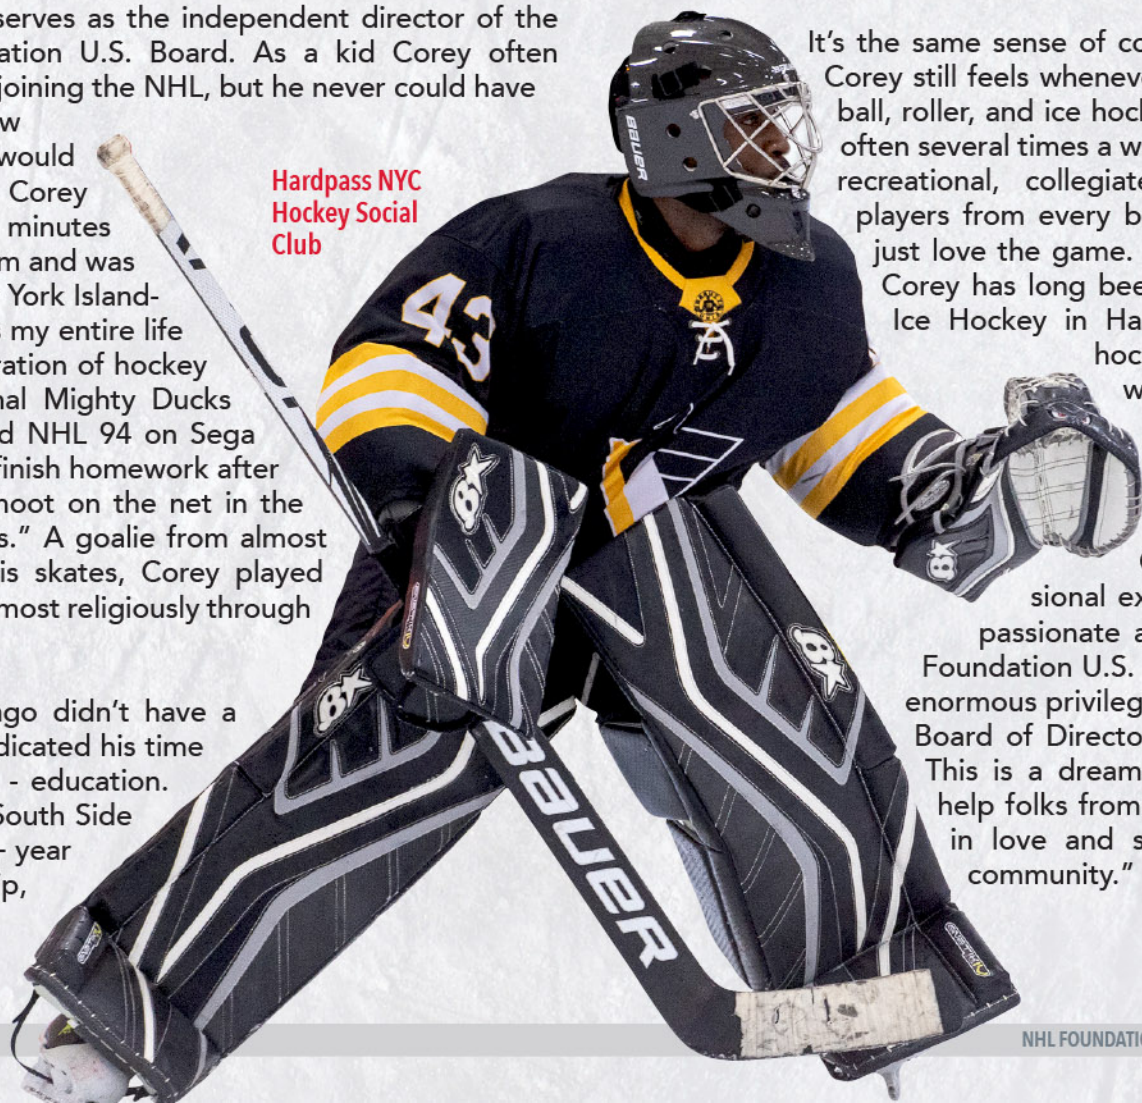 serves as the independent director of the
ation U.S. Board. As a kid Corey often
joining the NHL, but he never could have
w
would
Corey
minutes
m and was
York Island-
s my entire life
ration of hockey
nal Mighty Ducks
d NHL 94 on Sega
finish homework after
hoot on the net in the
s.” A goalie from almost
is skates, Corey played
most religiously through
ago didn’t have a
dicated his time
- education.
South Side
- year
p,
Hardpass NYC
Hockey Social
Club
BAUER
43
BAUER
It’s the same sense of co
Corey still feels whenev
ball, roller, and ice hoc
often several times a w
recreational, collegiate
players from every b
just love the game.
Corey has long bee
Ice Hockey in Ha
hoc
w
sional ex
passionate a
Foundation U.S.
enormous privileg
Board of Directo
This is a dream
help folks from
in love and s
community.”
NHL FOUNDATIO